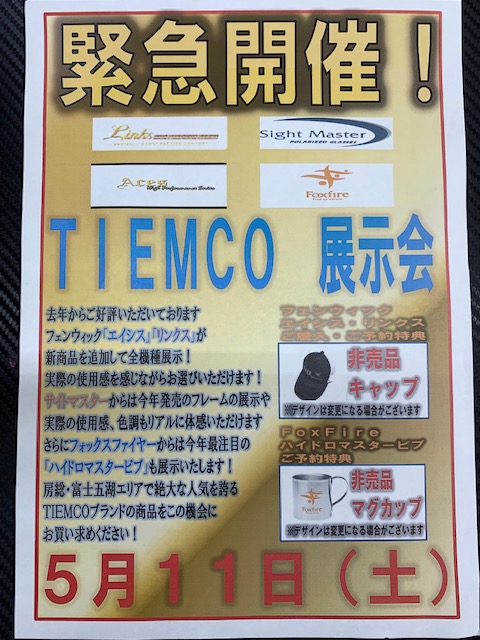 緊急開催！
Links
Sight Master
POLARIZED GLASSES
Aces
High Performance Series
Foxfire
TIEMCO 展示会
去年からご好評いただいております
フェンウィック「エイシス」「リンクス」が
新商品を追加して全機種展示！
実際の使用感を感じながらお選びいただけます！
サイトマスターからは今年発売のフレームの展示や
実際の使用感、色調もリアルに体感いただけます
さらにフォックスファイヤーからは今年最注目の
「ハイドロマスタービブ」も展示いたします！
房総・富士五湖エリアで絶大な人気を誇る
TIEMCOブランドの商品をこの機会に
お買い求めください！
フェンウィック
エイシス・リンクス
ご購入・ご予約特典
非売品
キャップ
※デザインは変更になる場合がございます
FoxFire
ハイドロマスタービブ
ご予約特典
Foxfire
非売品
マグカップ
※デザインは変更になる場合がございます
5月11日（土）